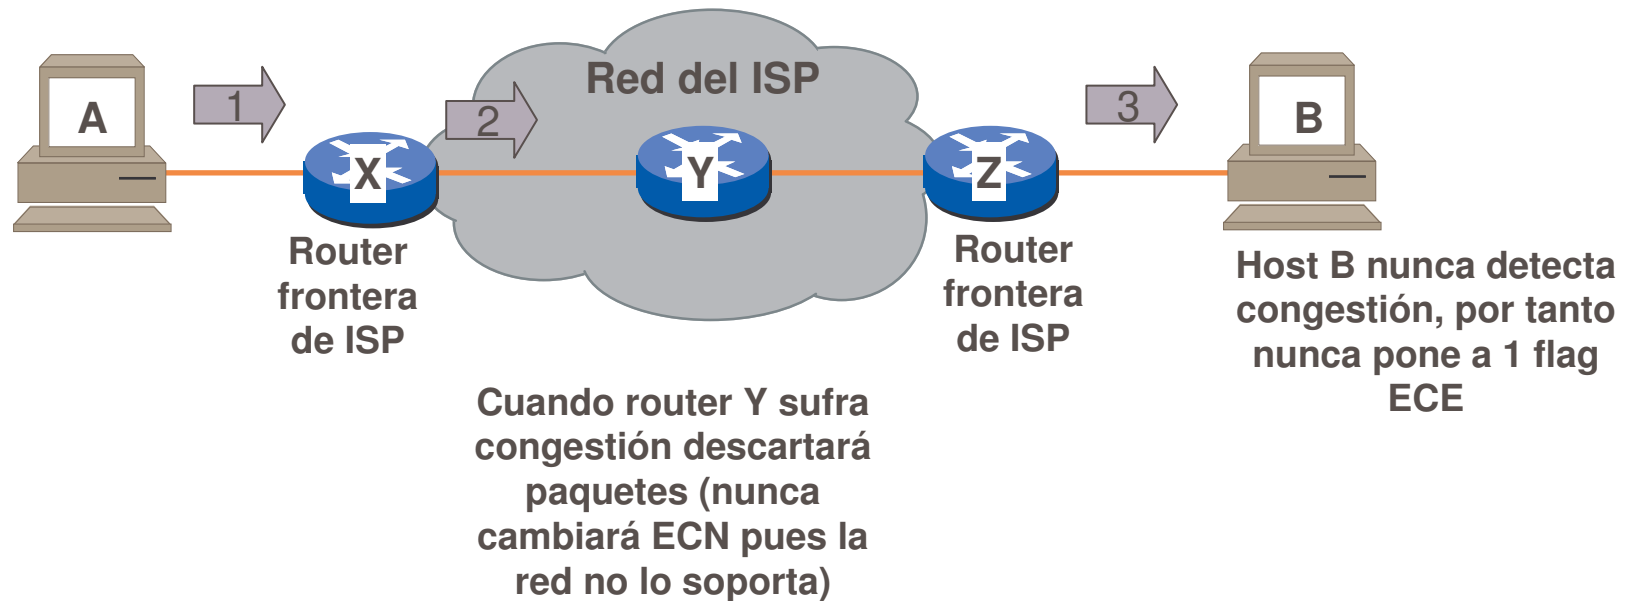 Red del ISP
1
2
3
A
B
X
Y
Z
Router
frontera
de ISP
Router
frontera
de ISP
Host B nunca detecta
congestión, por tanto
nunca pone a 1 flag
ECE
Cuando router Y sufra
congestión descartará
paquetes (nunca
cambiará ECN pues la
red no lo soporta)